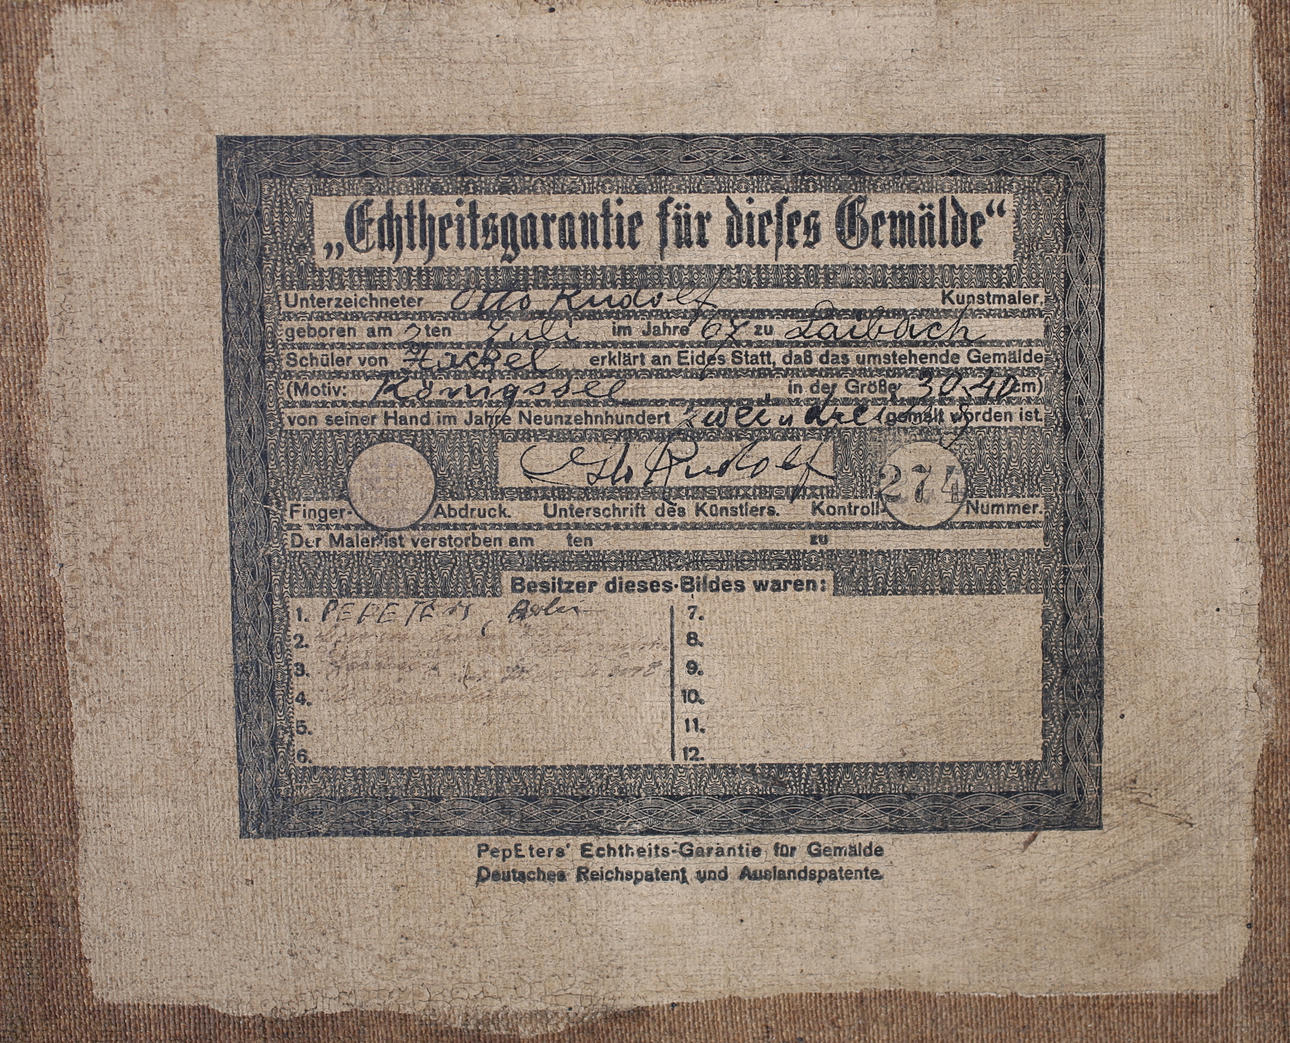 „Echtheitsgarantie für dieses Gemälde“
Unterzeichneter Otto Rudolf Kunstmaler,
geboren am 2ten Juli im Jahre 67 zu Laibach
Schüler von Hackel erklärt an Eides Statt, daß das umstehende Gemälde
(Motiv: Königssee in der Größe 30.40 cm)
von seiner Hand im Jahre Neunzehnhundert zweiunddreissig gemalt worden ist.
Otto Rudolf
274
Finger-Abdruck. Unterschrift des Künstlers. Kontroll-Nummer.
Der Maler ist verstorben am ten zu
Besitzer dieses Bildes waren:
1. PEPETERS,
2.
3.
4.
5.
6.
7.
8.
9.
10.
11.
12.
PepEters' Echtheits-Garantie für Gemälde
Deutsches Reichspatent und Auslandspatente.